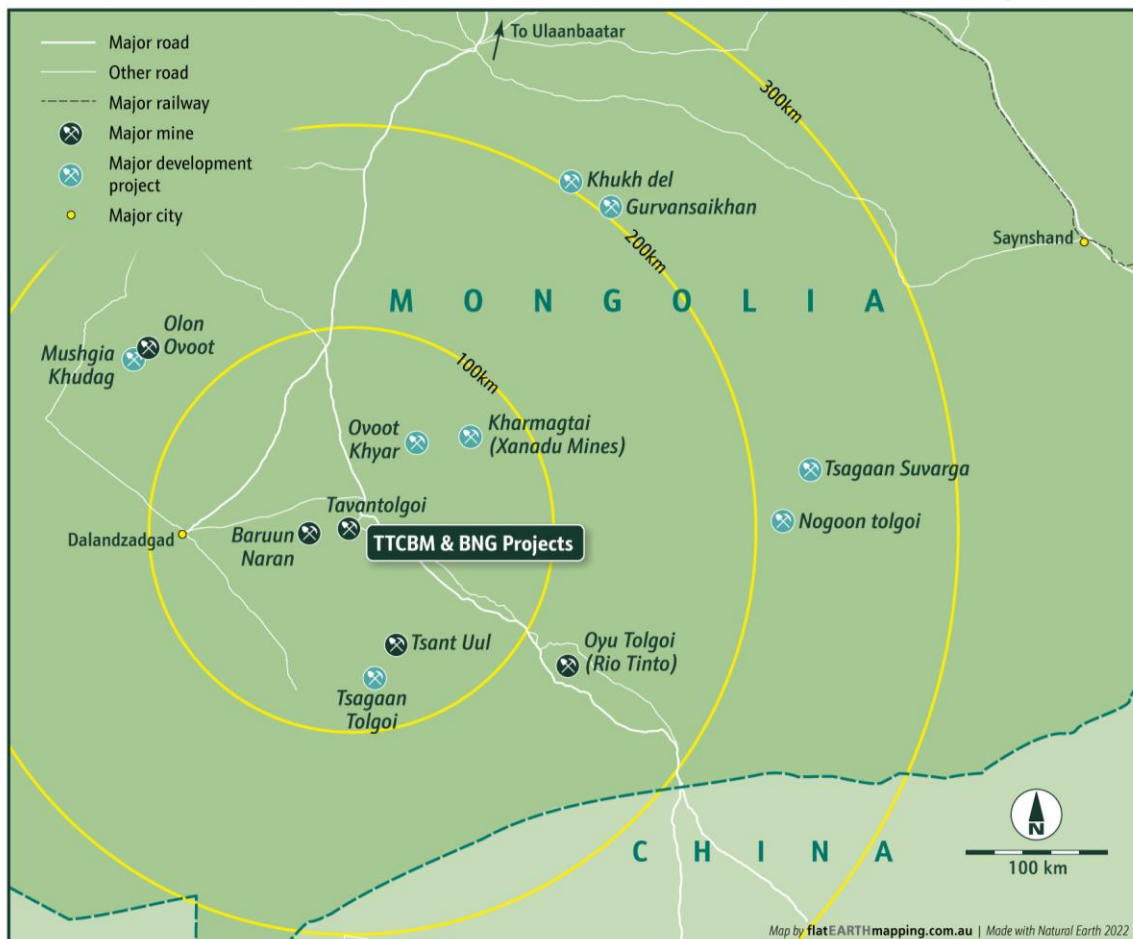 Major road
Other road
Major railway
Major mine
Major development
project
Major city
To Ulaanbaatar
300km
Khukh del
Gurvansaikhan
200km
Saynshand
MONGOLIA
Olon
Ovoot
Mushgia
Khudag
100km
Ovoot
Khyar
Kharmagtai
(Xanadu Mines)
Tsagaan Suvarga
Nogoon tolgoi
Tavantolgoi
Dalandzadgad
Baruun
Naran
TTCBM & BNG Projects
Tsant Uul
Oyu Tolgoi
(Rio Tinto)
Tsagaan
Tolgoi
N
CHINA
100 km
Map by flatEARTHmapping.com.au | Made with Natural Earth 2022